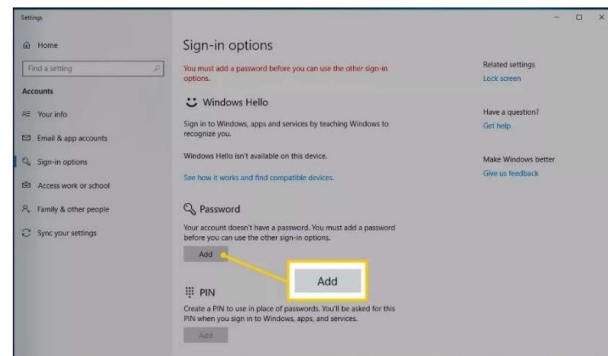 Settings
Home
Find a setting
Accounts
Your info
Email & app accounts
Sign-in options
Access work or school
Family & other people
Sync your settings
Sign-in options
You must add a password before you can use the other sign-in
options.
Windows Hello
Sign in to Windows, apps and services by teaching Windows to
recognize you.
Windows Hello isn't available on this device.
See how it works and find compatible devices.
Password
Your account doesn't have a password. You must add a password
before you can use the other sign-in options.
Add
Add
PIN
Create a PIN to use in place of passwords. You'll be asked for this
PIN when you sign in to Windows, apps, and services.
Add
Related settings
Lock screen
Have a question?
Get help
Make Windows better
Give us feedback